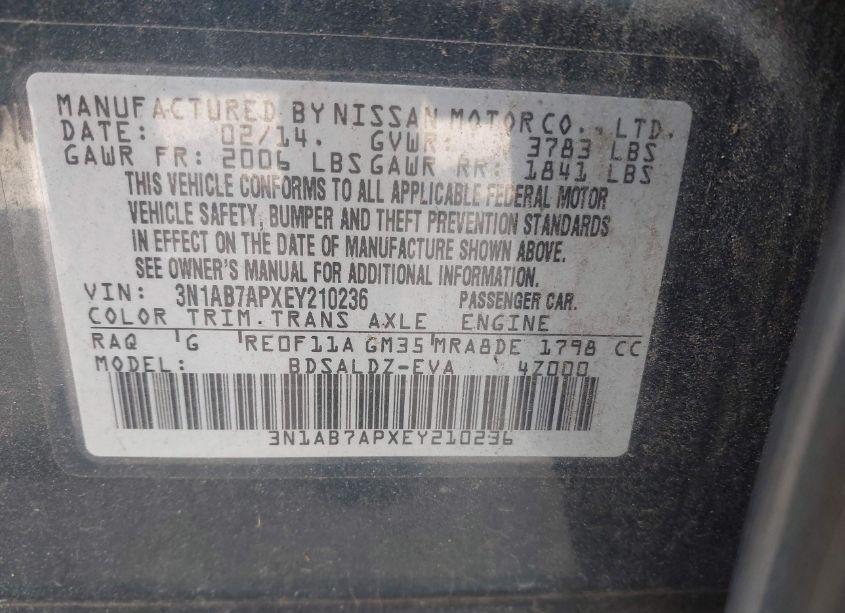 MANUFACTURED BY NISSAN MOTOR CO., LTD.
DATE: 02/14. GVWR: 3783 LBS
GAWR FR: 2006 LBS GAWR RR: 1841 LBS
THIS VEHICLE CONFORMS TO ALL APPLICABLE FEDERAL MOTOR
VEHICLE SAFETY, BUMPER AND THEFT PREVENTION STANDARDS
IN EFFECT ON THE DATE OF MANUFACTURE SHOWN ABOVE.
SEE OWNER'S MANUAL FOR ADDITIONAL INFORMATION.
VIN: 3N1AB7APXEY210236 PASSENGER CAR.
COLOR TRIM. TRANS AXLE ENGINE
RAQ G RE0F11A GM35 MRA8DE 1798 CC
MODEL: BDSALDZ-EVA 4Z000
3N1AB7APXEY210236